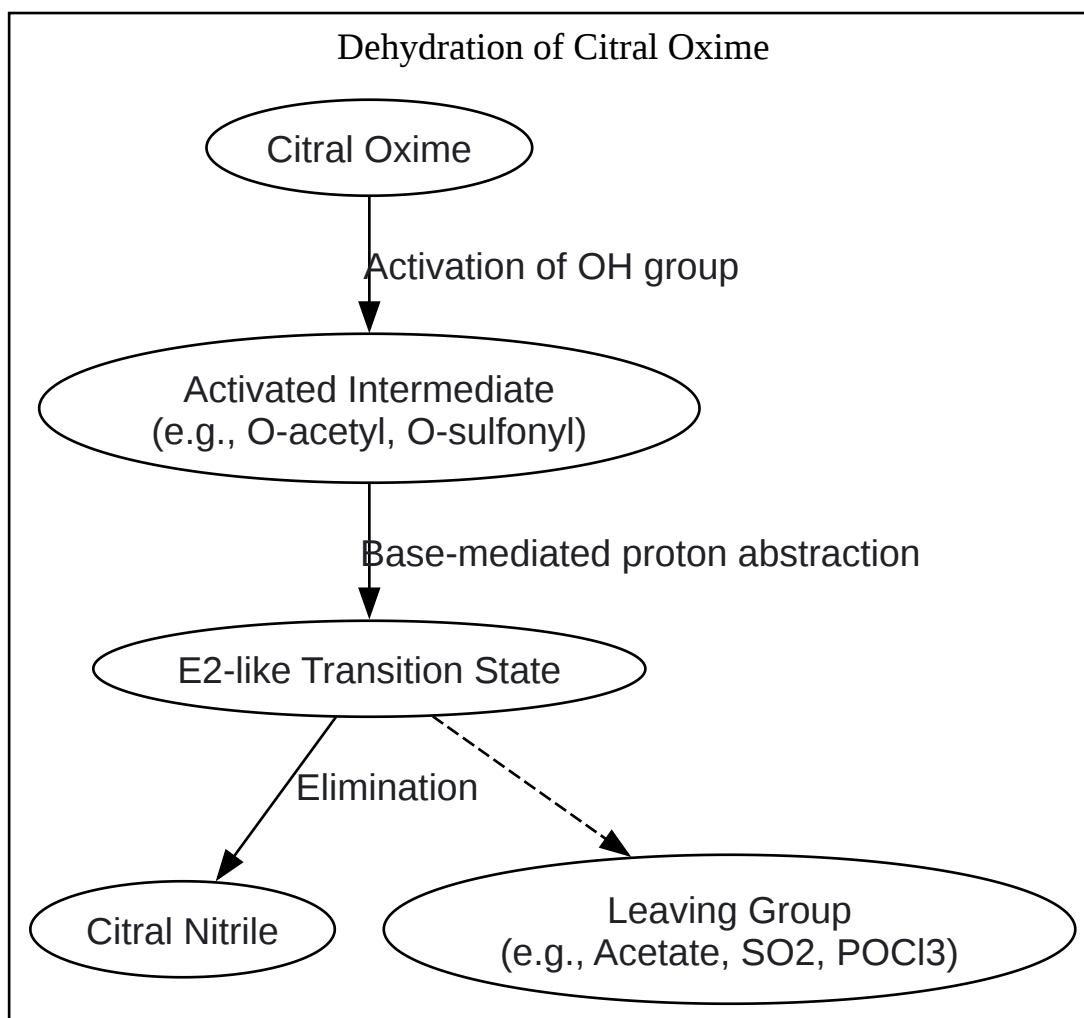 Dehydration of Citral Oxime
Citral Oxime
Activation of OH group
Activated Intermediate
(e.g., O-acetyl, O-sulfonyl)
Base-mediated proton abstraction
E2-like Transition State
Elimination
Citral Nitrile
Leaving Group
(e.g., Acetate, SO2, POCl3)